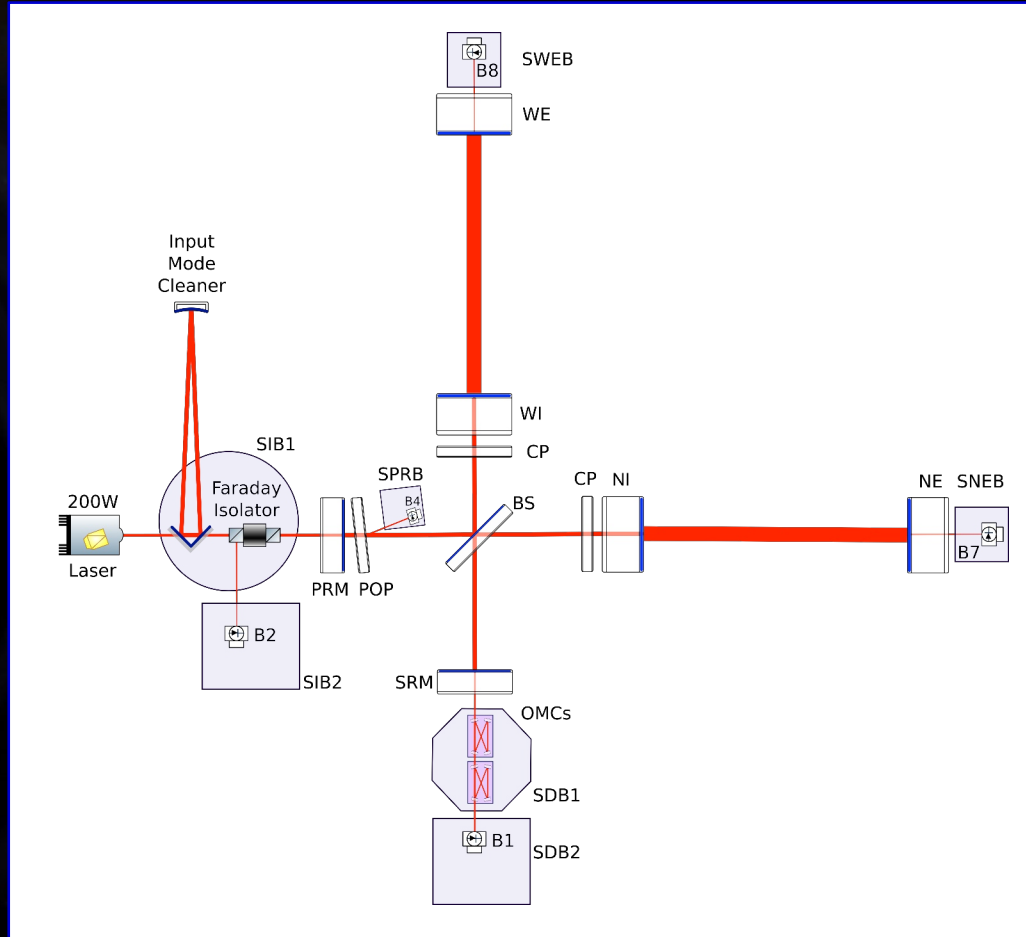 SWEB
B8
WE
Input
Mode
Cleaner
WI
CP
SIB1
SPRB
B4
CP
NI
NE
SNEB
200W
Faraday
Isolator
BS
B7
Laser
PRM
POP
B2
SIB2
SRM
OMCs
SDB1
B1
SDB2